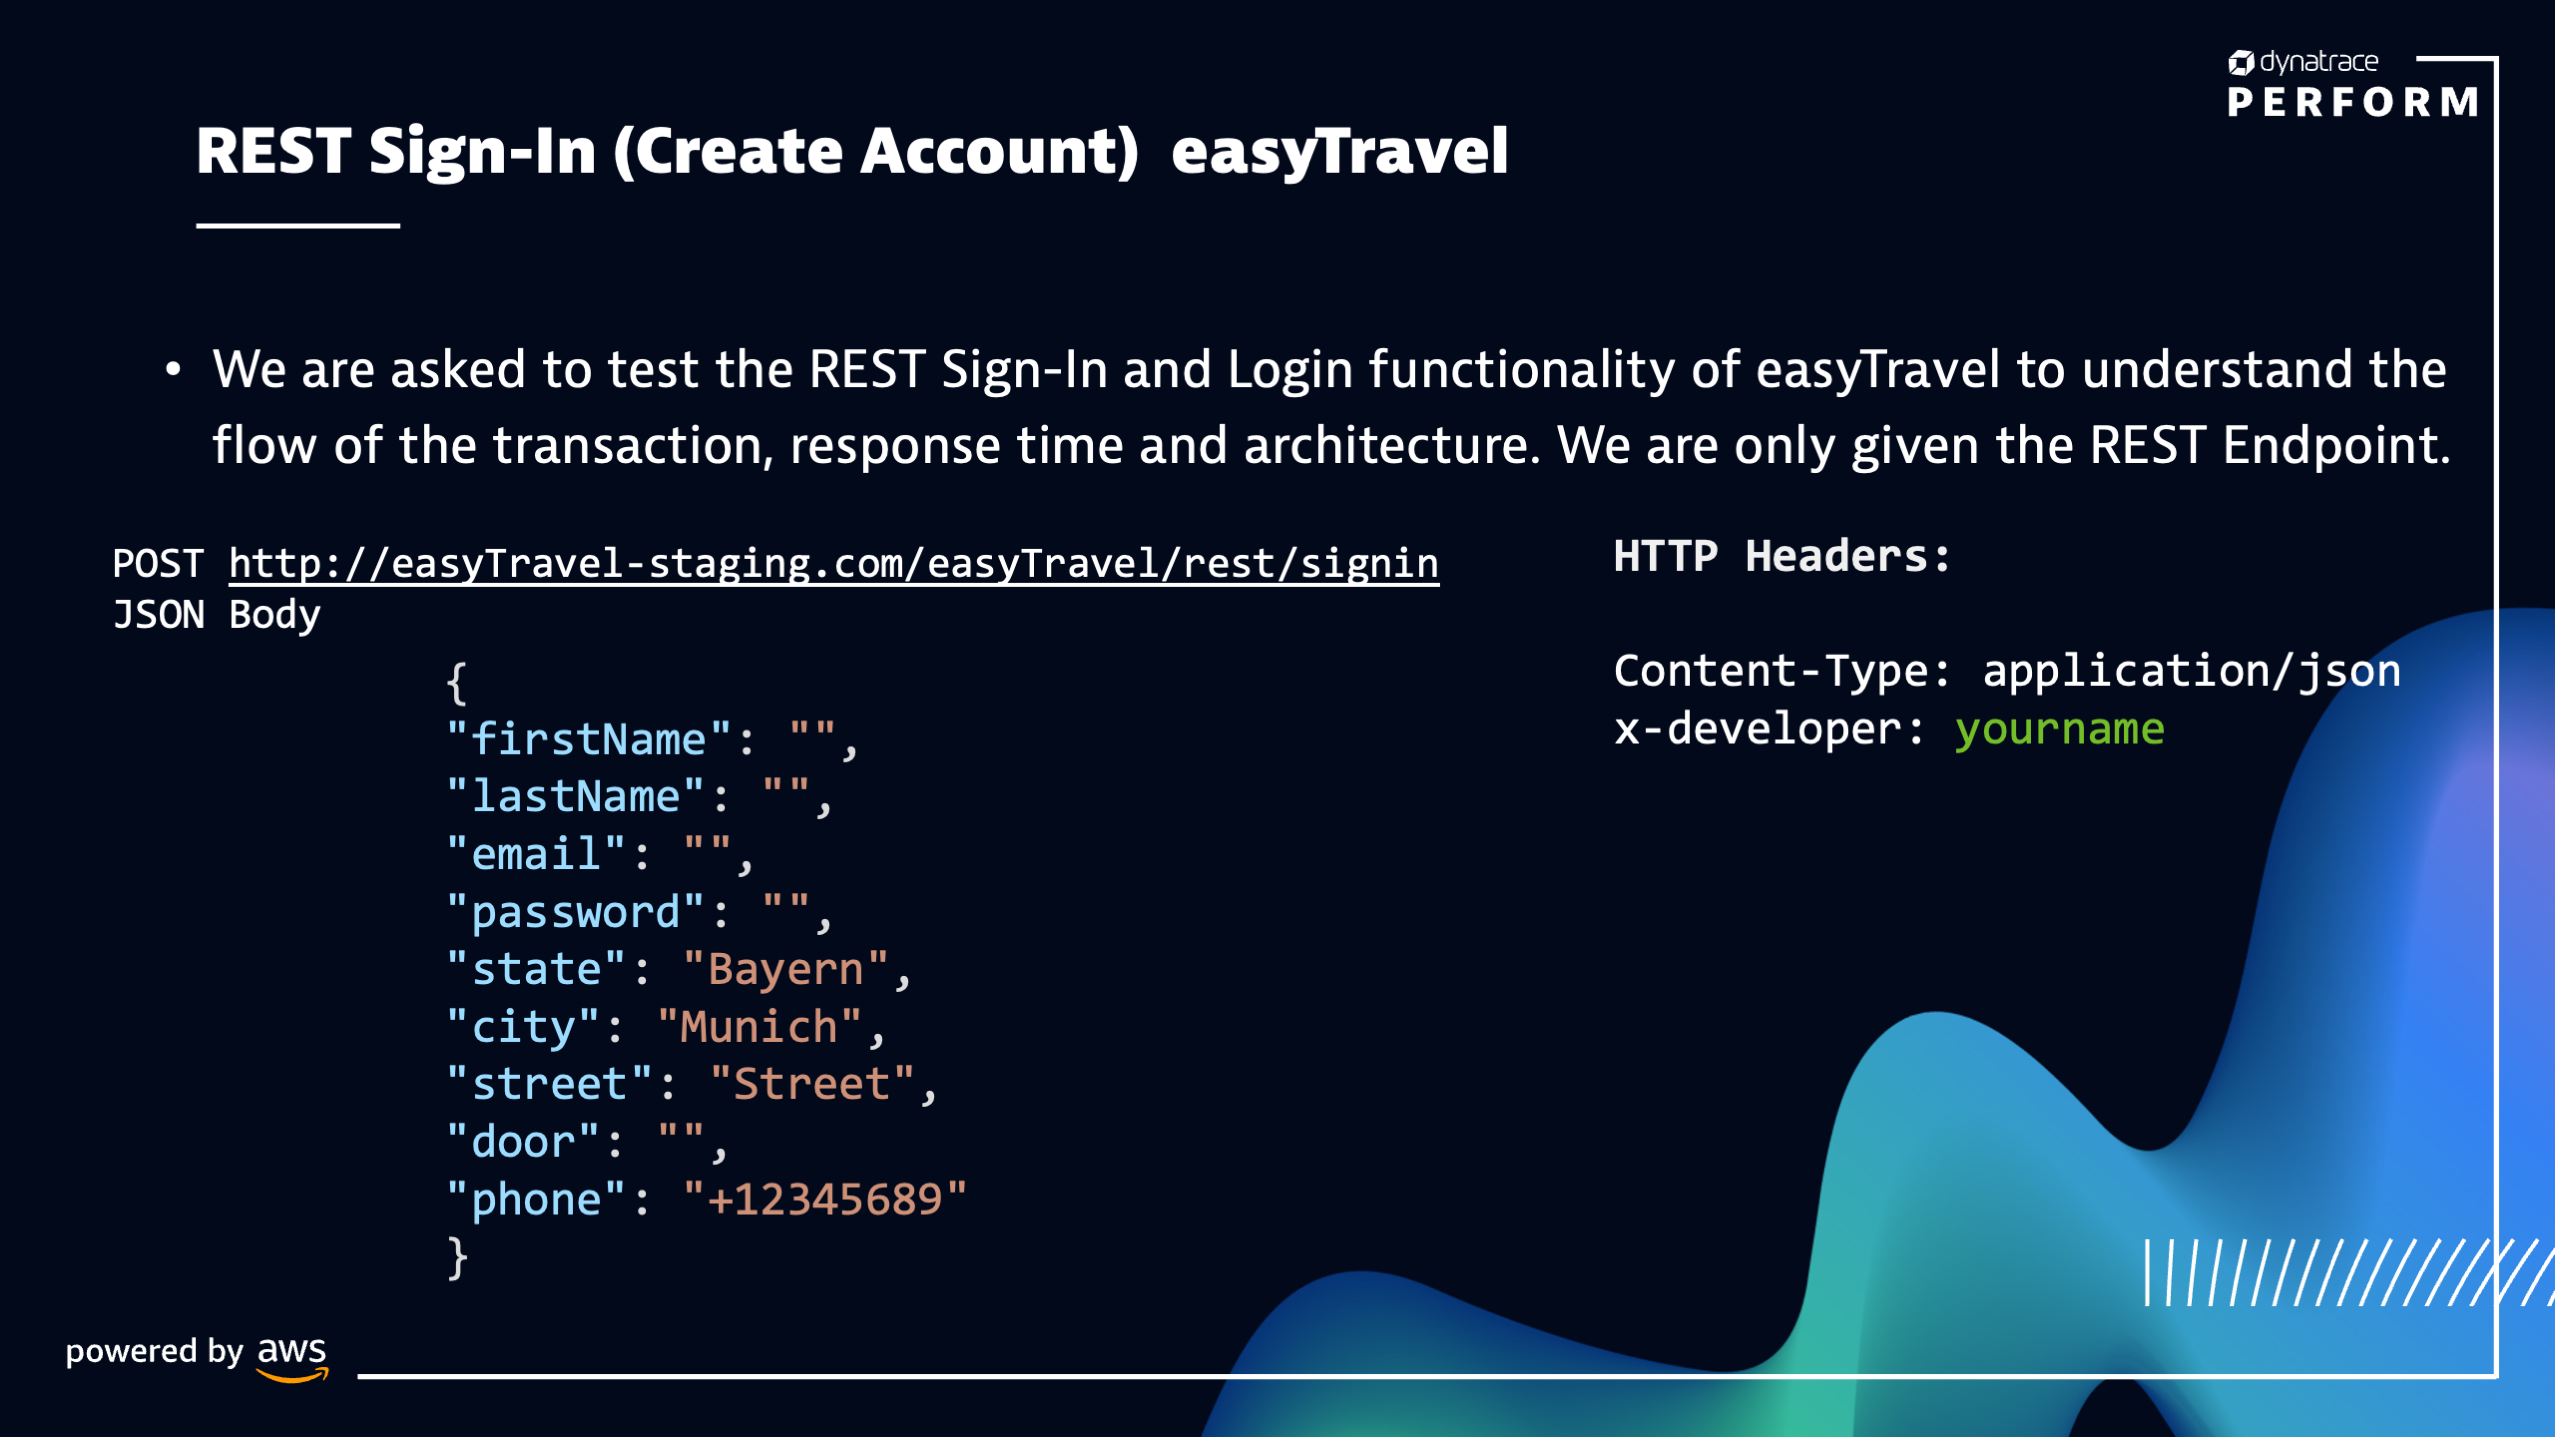 dynatrace
PERFORM
REST Sign-In (Create Account)  easyTravel
• We are asked to test the REST Sign-In and Login functionality of easyTravel to understand the
flow of the transaction, response time and architecture. We are only given the REST Endpoint.
POST http://easyTravel-staging.com/easyTravel/rest/signin
JSON Body
{
"firstName": "",
"lastName": "",
"email": "",
"password": "",
"state": "Bayern",
"city": "Munich",
"street": "Street",
"door": "",
"phone": "+12345689"
}
HTTP Headers:
Content-Type: application/json
x-developer: yourname
powered by aws